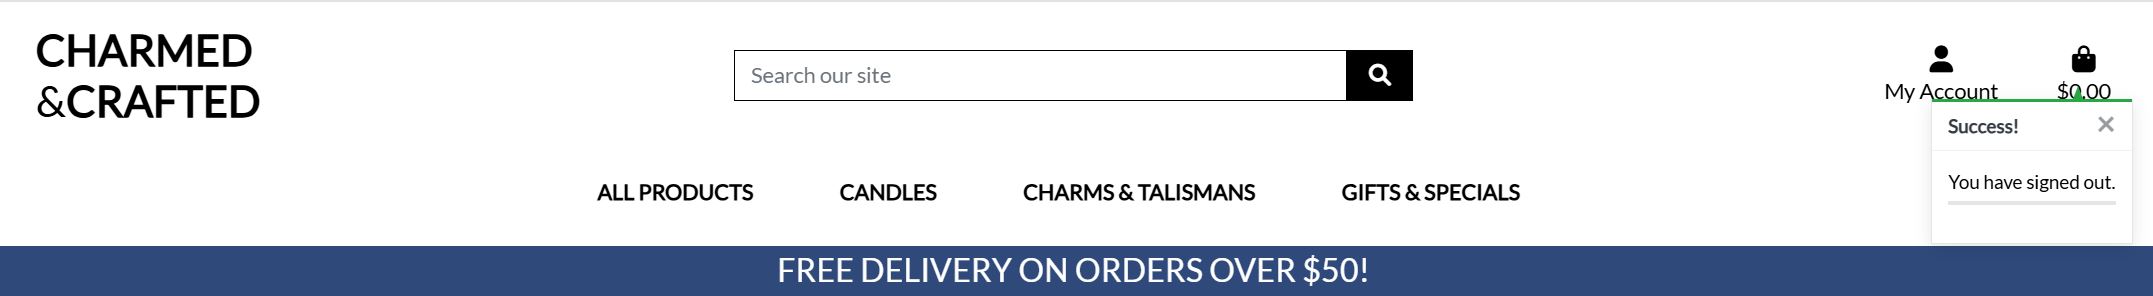 CHARMED
&CRAFTED
Search our site
My Account
$0.00
Success!
You have signed out.
ALL PRODUCTS
CANDLES
CHARMS & TALISMANS
GIFTS & SPECIALS
FREE DELIVERY ON ORDERS OVER $50!